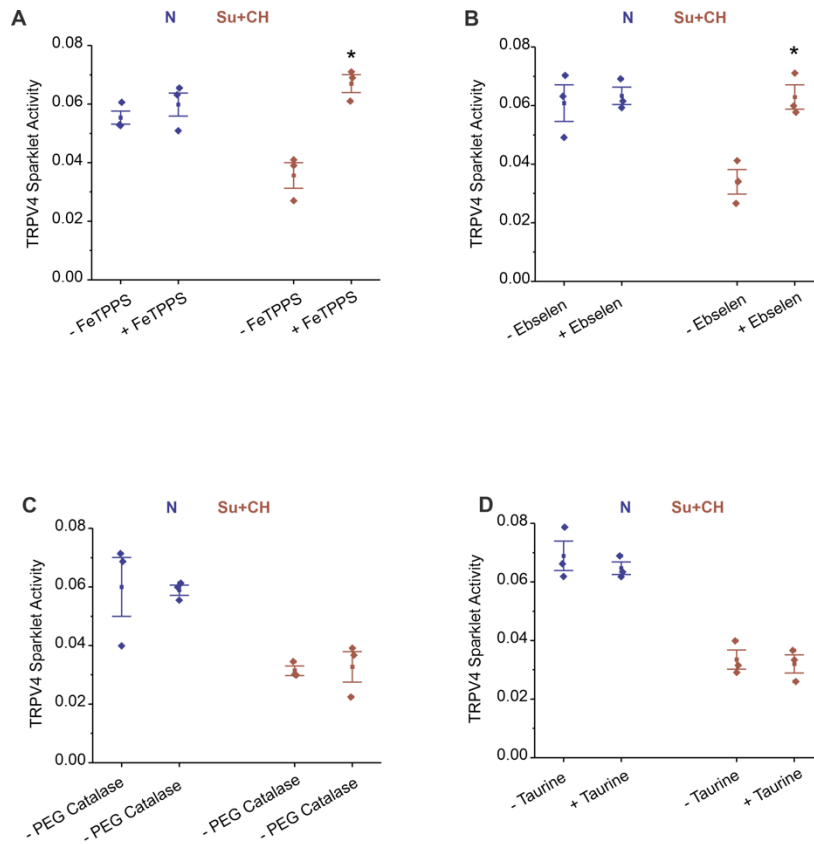 A
N Su+CH
*
TRPV4 Sparklet Activity
0.08
0.06
0.04
0.02
0.00
- FeTPPS
+ FeTPPS
- FeTPPS
+ FeTPPS
B
N Su+CH
*
TRPV4 Sparklet Activity
0.08
0.06
0.04
0.02
0.00
- Ebselen
+ Ebselen
- Ebselen
+ Ebselen
C
N Su+CH
TRPV4 Sparklet Activity
0.08
0.06
0.04
0.02
0.00
- PEG Catalase
- PEG Catalase
- PEG Catalase
- PEG Catalase
D
N Su+CH
TRPV4 Sparklet Activity
0.08
0.06
0.04
0.02
0.00
- Taurine
+ Taurine
- Taurine
+ Taurine